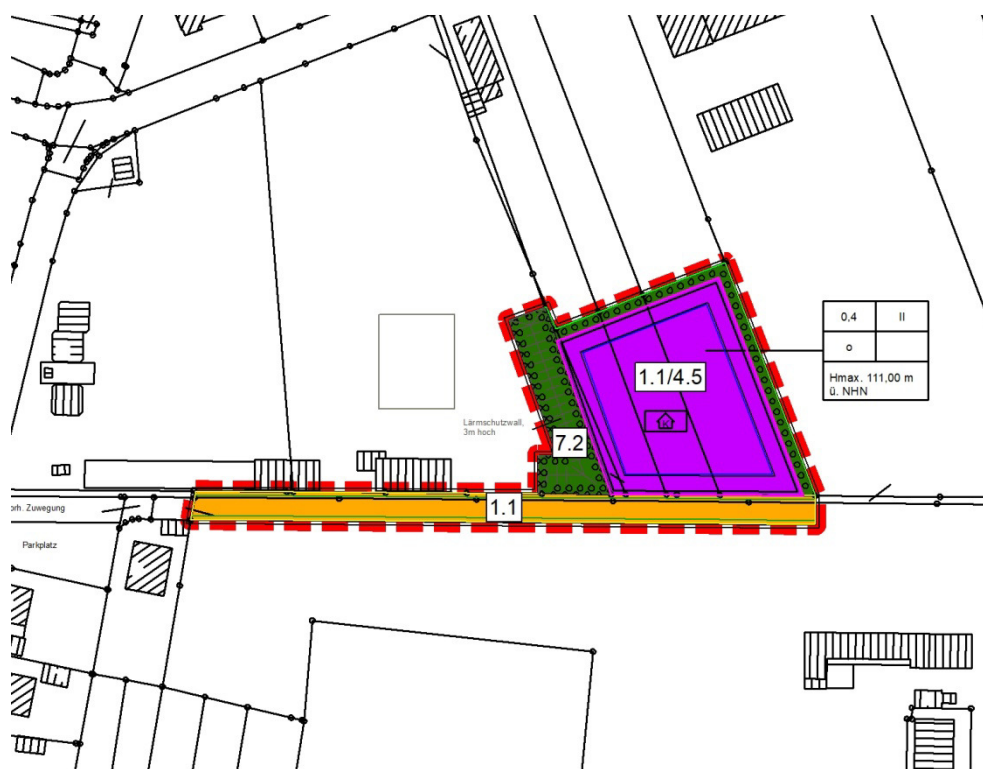 0,4 II
o
Hmax. 111,00 m
ü. NHN
1.1/4.5
Lärmschutzwall,
3m hoch
7.2
1.1
orh. Zuwegung
Parkplatz